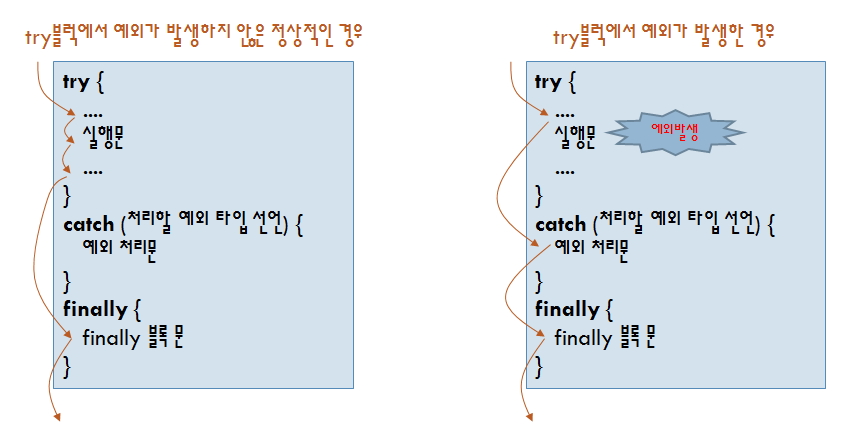 try블럭에서 예외가 발생하지 않은 정상적인 경우
try {
....
실행문
....
}
catch (처리할 예외 타입 선언) {
예외 처리문
}
finally {
finally 블록 문
}
try블럭에서 예외가 발생한 경우
try {
....
실행문
예외발생
....
}
catch (처리할 예외 타입 선언) {
예외 처리문
}
finally {
finally 블록 문
}